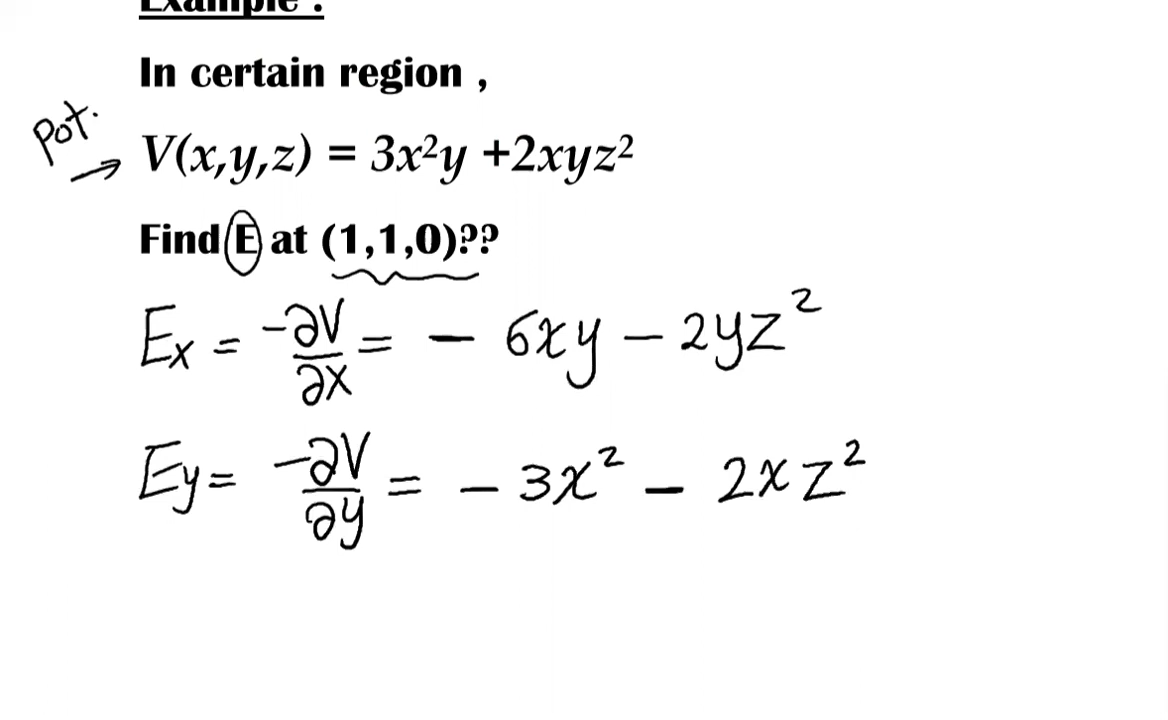 Example :
In certain region ,
Pot. → V(x,y,z) = 3x²y +2xyz²
Find E at (1,1,0)??
Ex = -∂V/∂x = - 6xy - 2yz²
Ey = -∂V/∂y = - 3x² - 2xz²